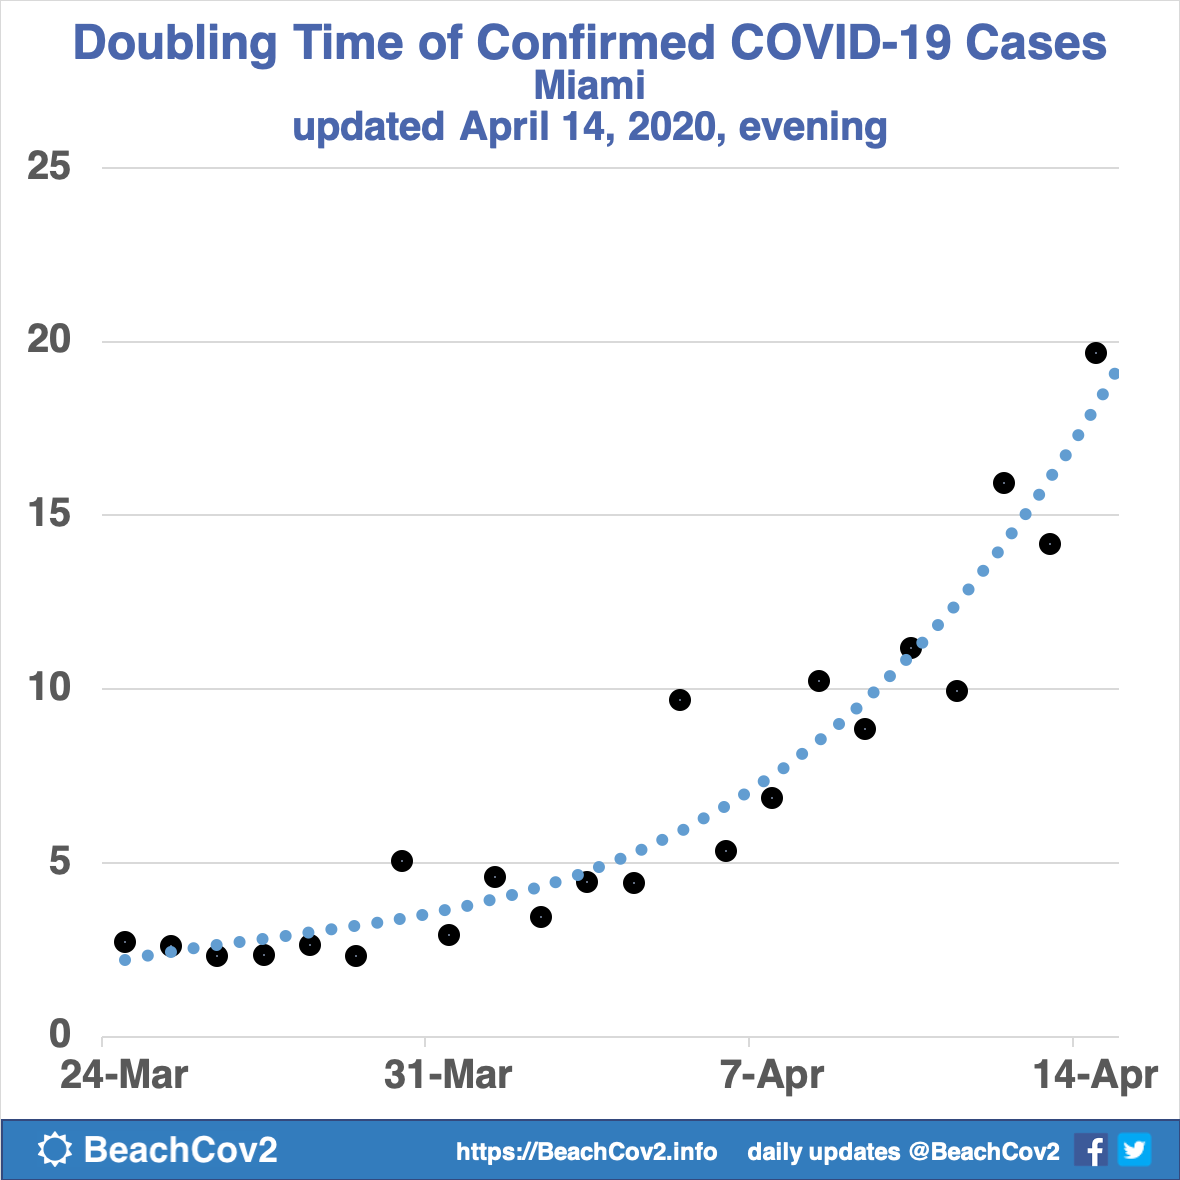 Doubling Time of Confirmed COVID-19 Cases
Miami
updated April 14, 2020, evening
25
20
15
10
5
0
24-Mar 31-Mar 7-Apr 14-Apr
BeachCov2 https://BeachCov2.info daily updates @BeachCov2